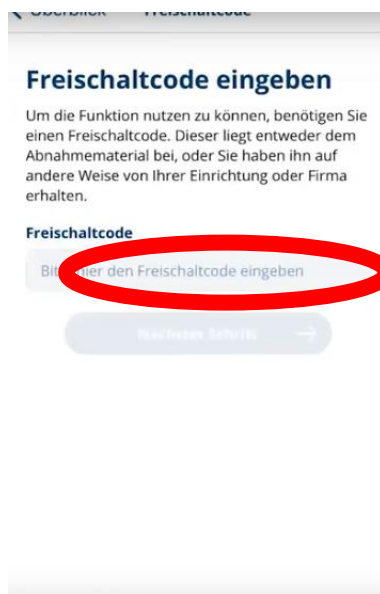 Überblick Freischaltcode
Freischaltcode eingeben
Um die Funktion nutzen zu können, benötigen Sie
einen Freischaltcode. Dieser liegt entweder dem
Abnahmematerial bei, oder Sie haben ihn auf
andere Weise von Ihrer Einrichtung oder Firma
erhalten.
Freischaltcode
hier den Freischaltcode eingeben
Nächster Schritt